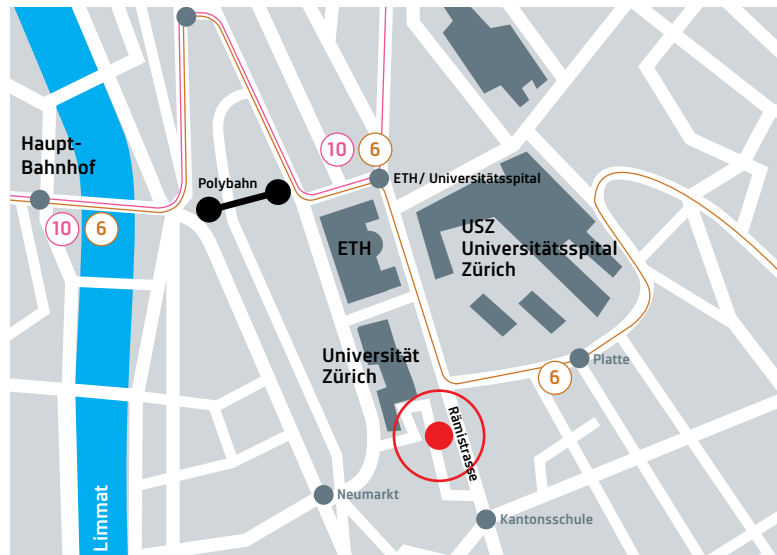 Haupt-
Bahnhof
10
6
Polybahn
10
6
ETH/ Universitätsspital
ETH
USZ
Universitätsspital
Zürich
Universität
Zürich
6
Platte
Rämistrasse
Neumarkt
Kantonsschule
Limmat